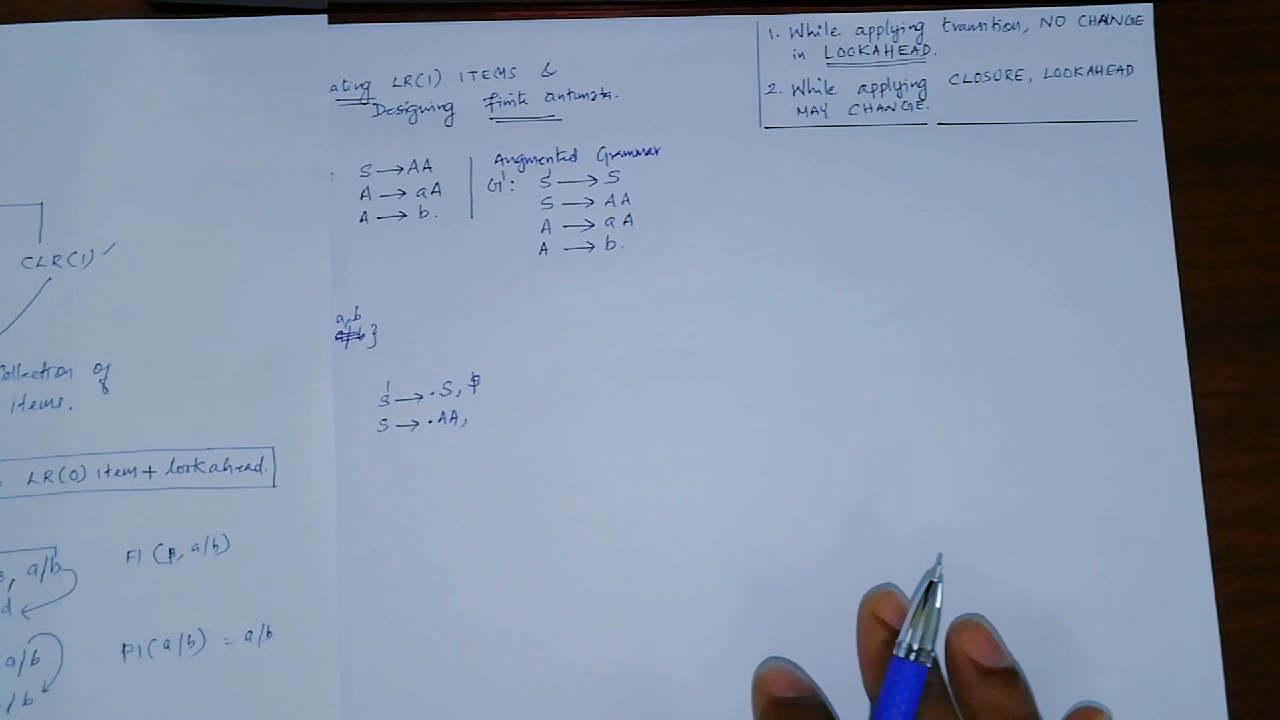 CLR(1)
Collection of
items.
LR(0) item + lookahead.
, a/b
d
FI (β, a/b)
a/b
/b
FI(a/b) = a/b
ating LR(1) ITEMS &
Designing finite automata.
: S → AA
A → aA
A → b.
Augmented Grammar
G': S' → S
S → AA
A → aA
A → b.
a,b
}
S' → .S, $
S → .AA,
1. While applying transition, NO CHANGE
in LOOKAHEAD.
2. While applying CLOSURE, LOOKAHEAD
MAY CHANGE.